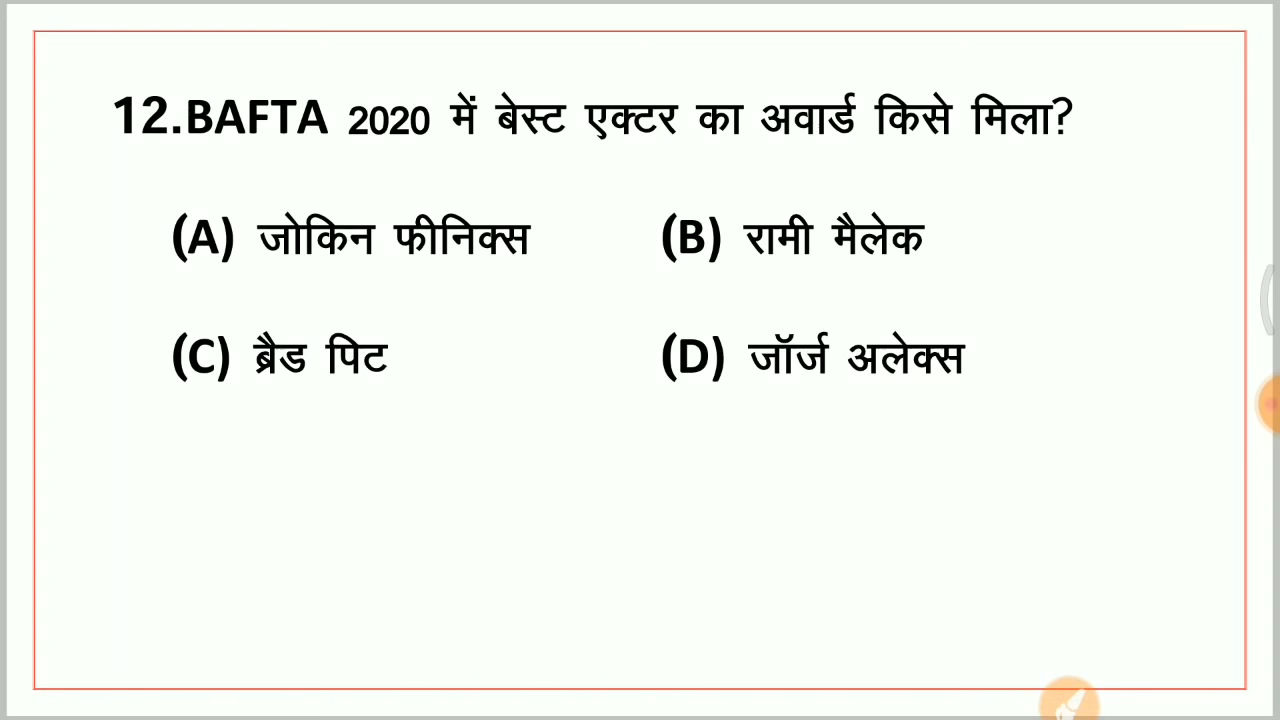 12.BAFTA 2020 में बेस्ट एक्टर का अवार्ड किसे मिला?
(A) जोकिन फीनिक्स (B) रामी मैलेक
(C) ब्रैड पिट (D) जॉर्ज अलेक्स